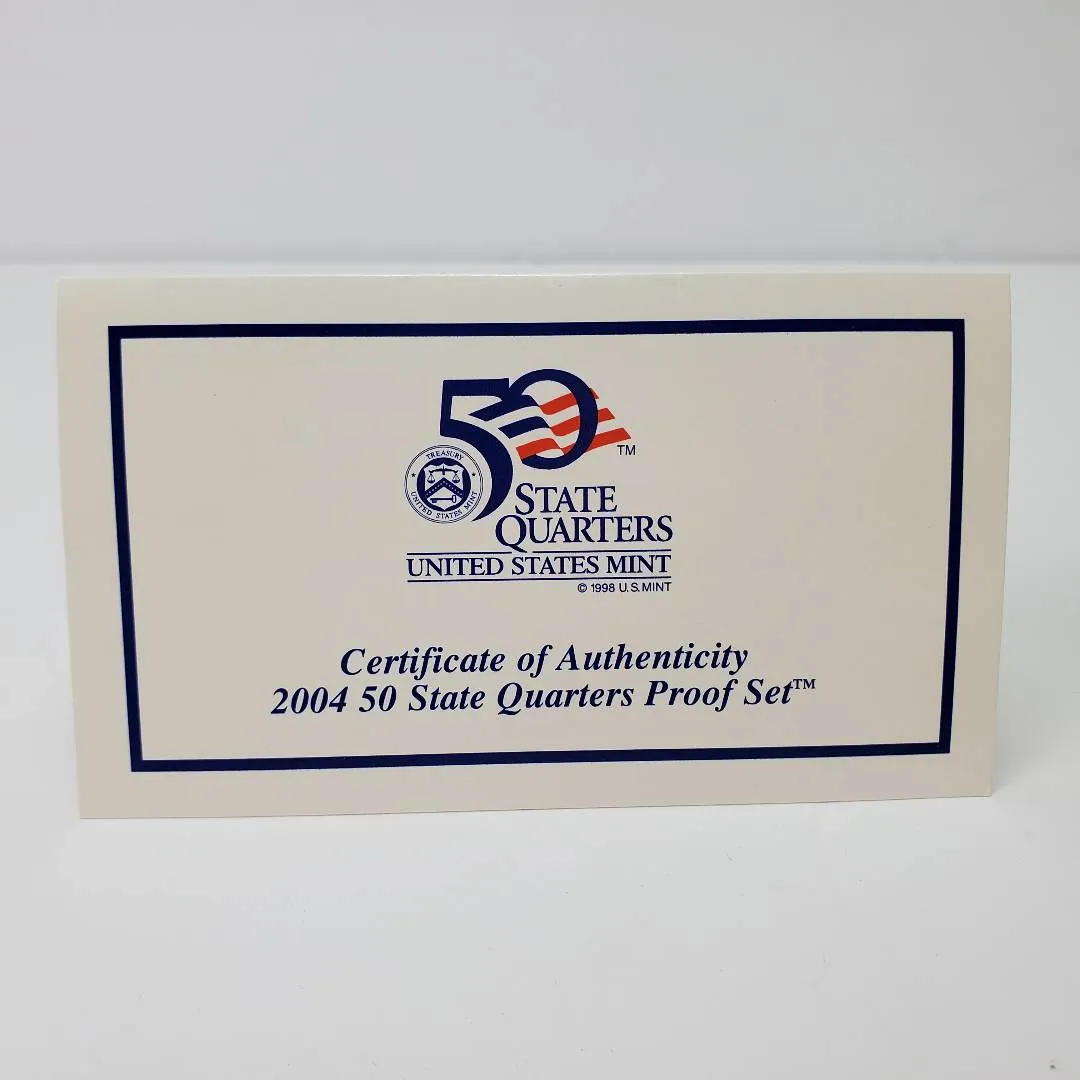 50™
TREASURY
UNITED STATES MINT
STATE
QUARTERS
UNITED STATES MINT
© 1998 U.S. MINT
Certificate of Authenticity
2004 50 State Quarters Proof Set™